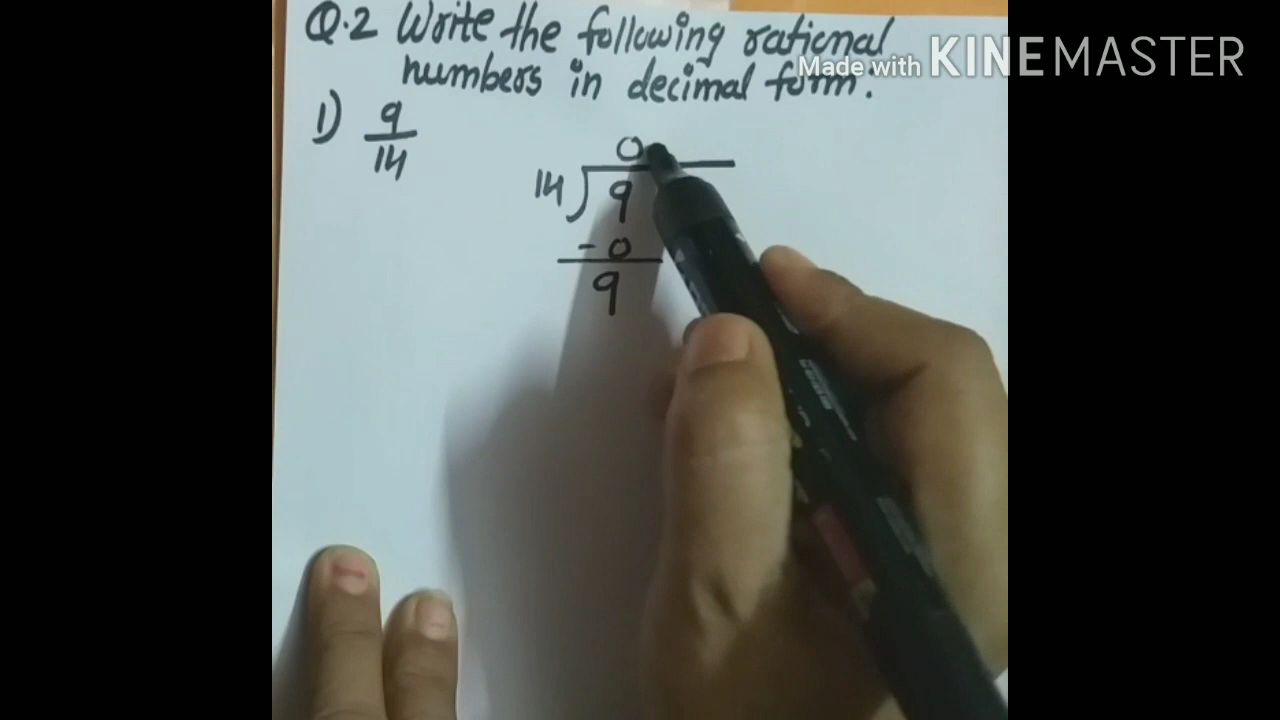 Q.2 Write the following rational
Made with KINEMASTER
numbers in decimal form:
1) 9
14
0
14 9
-0
9